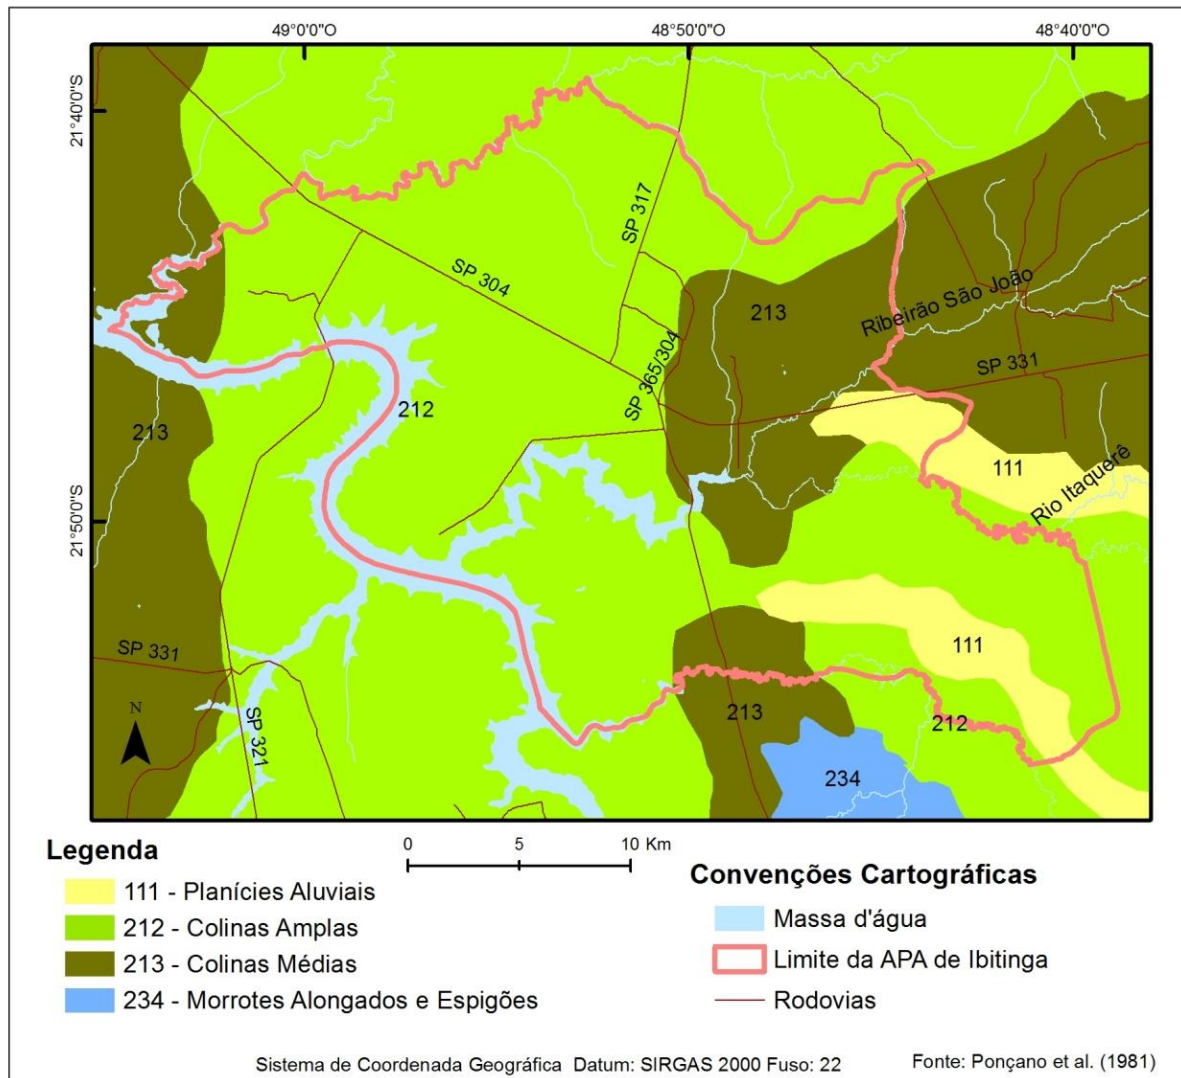 49°0'0"S
48°50'0"O
48°40'0"O
21°40'0"S
SP 317
SP 304
Ribeirão São João
213
SP 365/304
SP 331
212
213
111
Rio Itaquerê
21°50'0"S
111
SP 331
N
SP 321
213
212
234
Legenda
111 - Planícies Aluviais
212 - Colinas Amplas
213 - Colinas Médias
234 - Morrotes Alongados e Espigões
0 5 10 Km
Convenções Cartográficas
Massa d'água
Limite da APA de Ibitinga
Rodovias
Sistema de Coordenada Geográfica Datum: SIRGAS 2000 Fuso: 22
Fonte: Ponçano et al. (1981)